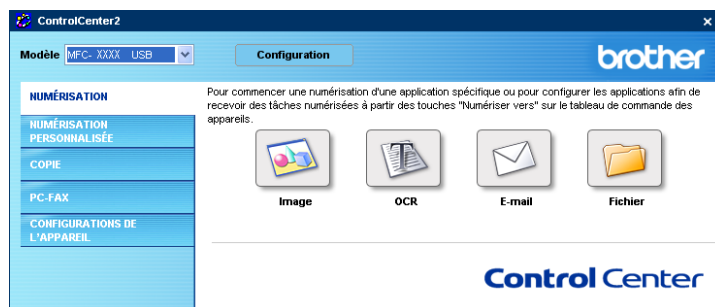 ControlCenter2
Modèle MFC- XXXX USB
Configuration
brother
NUMÉRISATION
NUMÉRISATION
PERSONNALISÉE
COPIE
PC-FAX
CONFIGURATIONS DE
L'APPAREIL
Pour commencer une numérisation d'une application spécifique ou pour configurer les applications afin de
recevoir des tâches numérisées à partir des touches "Numériser vers" sur le tableau de commande des
appareils.
Image
OCR
E-mail
Fichier
Control Center